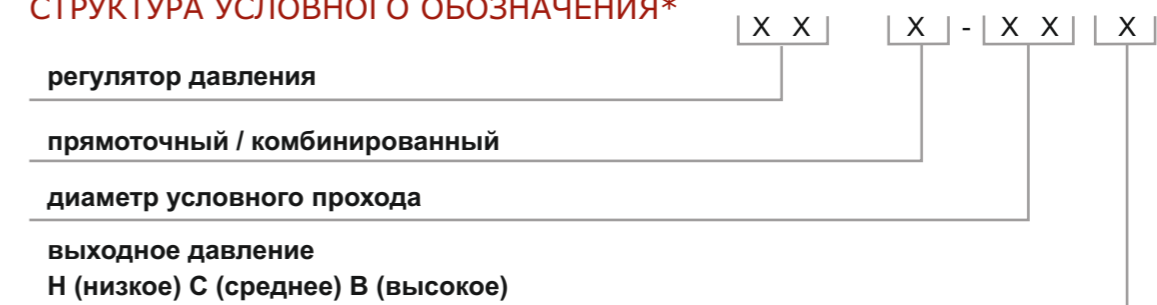 СТРУКТУРА УСЛОВНОГО ОБОЗНАЧЕНИЯ*
X X X - X X X
регулятор давления
прямоточный / комбинированный
диаметр условного прохода
выходное давление
Н (низкое) С (среднее) В (высокое)